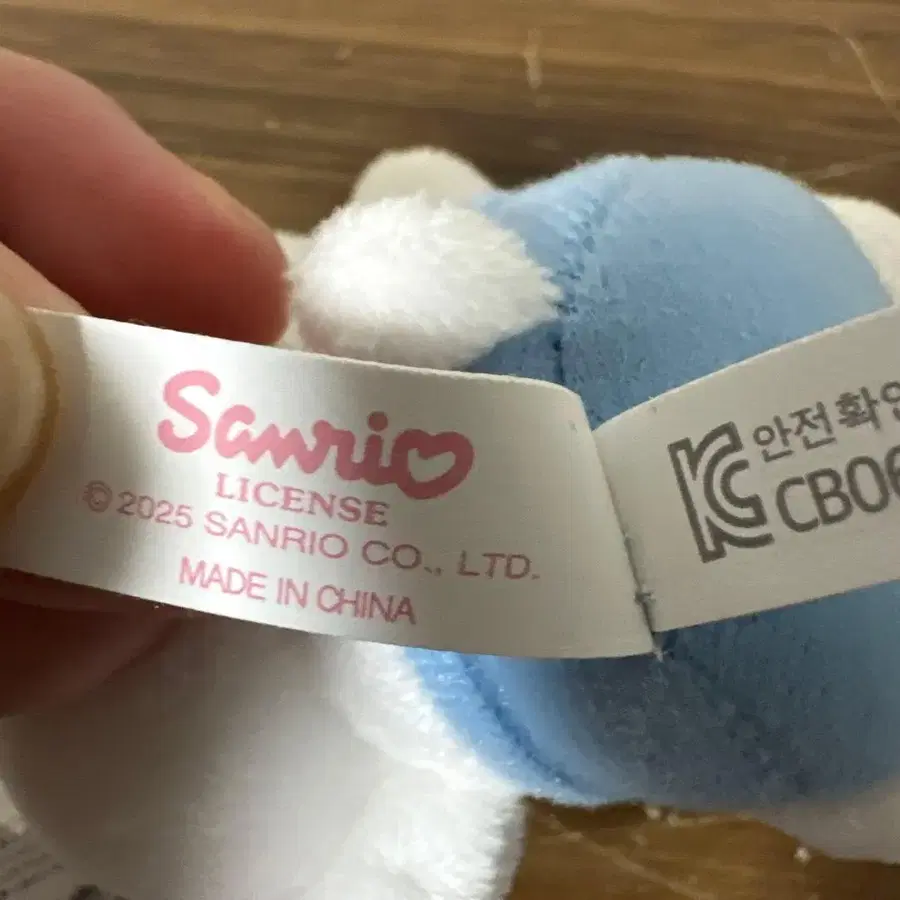 Sanrio
LICENSE
© 2025 SANRIO CO., LTD.
MADE IN CHINA
안전확인
CB06